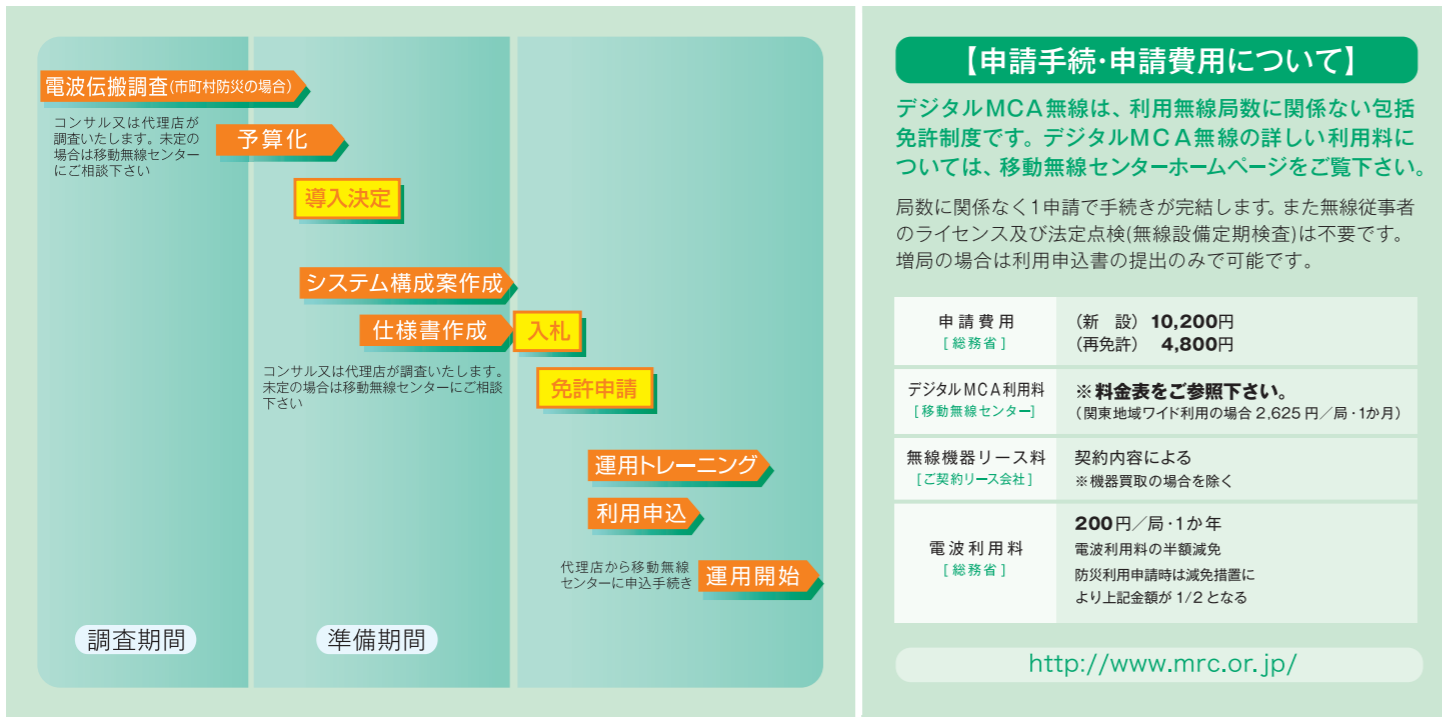 電波伝搬調査(市町村防災の場合)
コンサル又は代理店が
調査いたします。未定の
場合は移動無線センター
にご相談下さい
予算化
導入決定
システム構成案作成
仕様書作成
入札
コンサル又は代理店が調査いたします。
未定の場合は移動無線センターにご相談
下さい
免許申請
運用トレーニング
利用申込
代理店から移動無線
センターに申込手続き
運用開始
調査期間
準備期間
【申請手続・申請費用について】
デジタルMCA無線は、利用無線局数に関係ない包括
免許制度です。デジタルMCA無線の詳しい利用料に
ついては、移動無線センターホームページをご覧下さい。
局数に関係なく1申請で手続きが完結します。また無線従事者
のライセンス及び法定点検(無線設備定期検査)は不要です。
増局の場合は利用申込書の提出のみで可能です。
申請費用
[総務省]
(新 設) 10,200円
(再免許) 4,800円
デジタルMCA利用料
[移動無線センター]
※料金表をご参照下さい。
(関東地域ワイド利用の場合 2,625 円/局・1か月)
無線機器リース料
[ご契約リース会社]
契約内容による
※機器買取の場合を除く
電波利用料
[総務省]
200円/局・1か年
電波利用料の半額減免
防災利用申請時は減免措置に
より上記金額が 1/2 となる
http://www.mrc.or.jp/